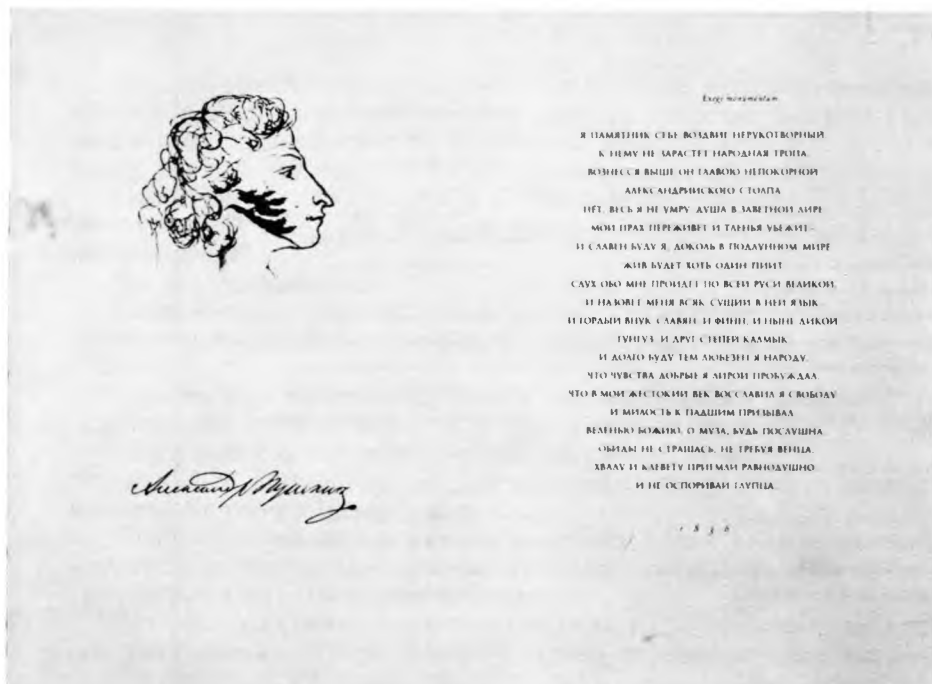 Exegi monumentum
Я ПАМЯТНИК СЕБЕ ВОЗДВИГ НЕРУКОТВОРНЫЙ
К НЕМУ НЕ ЗАРАСТЕТ НАРОДНАЯ ТРОПА,
ВОЗНЕССЯ ВЫШЕ ОН ГЛАВОЮ НЕПОКОРНОЙ
АЛЕКСАНДРИЙСКОГО СТОЛПА
НЕТ, ВЕСЬ Я НЕ УМРУ ДУША В ЗАВЕТНОЙ ЛИРЕ
МОЙ ПРАХ ПЕРЕЖИВЕТ И ТЛЕНЬЯ УБЕЖИТ-
И СЛАВЕН БУДУ Я, ДОКОЛЬ В ПОДЛУННОМ МИРЕ
ЖИВ БУДЕТ ХОТЬ ОДИН ПИИТ
СЛУХ ОБО МНЕ ПРОЙДЕТ ПО ВСЕЙ РУСИ ВЕЛИКОЙ,
И НАЗОВЕТ МЕНЯ ВСЯК СУЩИЙ В НЕЙ ЯЗЫК
И ГОРДЫЙ ВНУК СЛАВЯН, И ФИНН, И НЫНЕ ДИКОЙ
ТУНГУЗ, И ДРУГ СТЕПЕЙ КАЛМЫК
И ДОЛГО БУДУ ТЕМ ЛЮБЕЗЕН Я НАРОДУ,
ЧТО ЧУВСТВА ДОБРЫЕ Я ЛИРОЙ ПРОБУЖДАЛ
ЧТО В МОЙ ЖЕСТОКИЙ ВЕК ВОССЛАВИЛ Я СВОБОДУ
И МИЛОСТЬ К ПАДШИМ ПРИЗЫВАЛ
ВЕЛЕНЬЮ БОЖИЮ, О МУЗА, БУДЬ ПОСЛУШНА
ОБИДЫ НЕ СТРАШАСЬ, НЕ ТРЕБУЯ ВЕНЦА,
ХВАЛУ И КЛЕВЕТУ ПРИЕМЛИ РАВНОДУШНО
И НЕ ОСПОРИВАЙ ГЛУПЦА
1836
Александр Пушкин